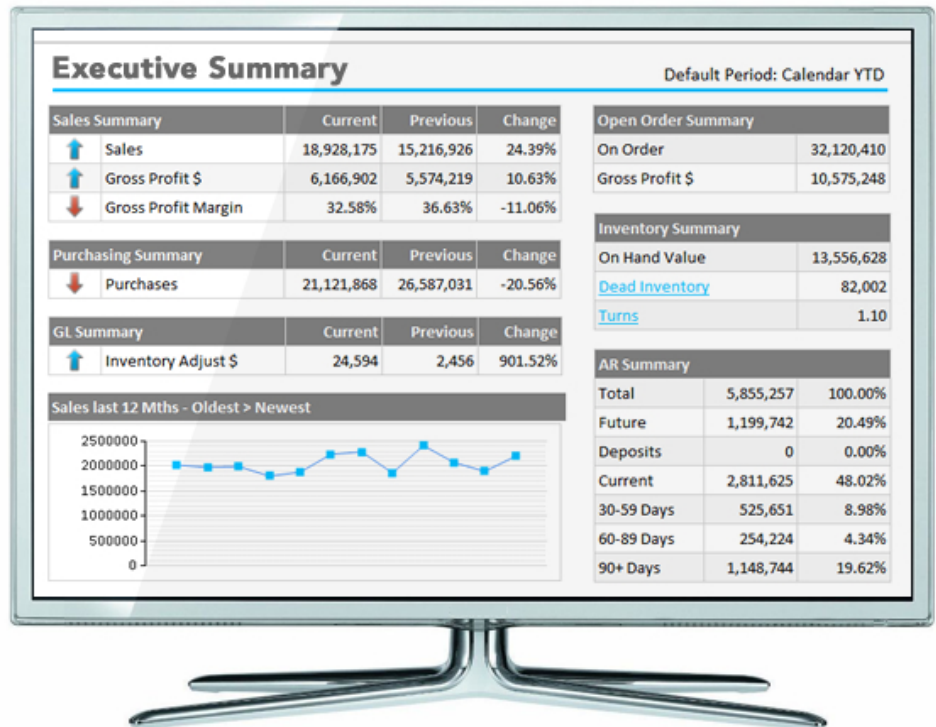 Executive Summary
Default Period: Calendar YTD
Sales Summary Current Previous Change
Sales 18,928,175 15,216,926 24.39%
Gross Profit $ 6,166,902 5,574,219 10.63%
Gross Profit Margin 32.58% 36.63% -11.06%
Purchasing Summary Current Previous Change
Purchases 21,121,868 26,587,031 -20.56%
GL Summary Current Previous Change
Inventory Adjust $ 24,594 2,456 901.52%
Sales last 12 Mths - Oldest > Newest
2500000
2000000
1500000
1000000
500000
0
Open Order Summary
On Order 32,120,410
Gross Profit $ 10,575,248
Inventory Summary
On Hand Value 13,556,628
Dead Inventory 82,002
Turns 1.10
AR Summary
Total 5,855,257 100.00%
Future 1,199,742 20.49%
Deposits 0 0.00%
Current 2,811,625 48.02%
30-59 Days 525,651 8.98%
60-89 Days 254,224 4.34%
90+ Days 1,148,744 19.62%